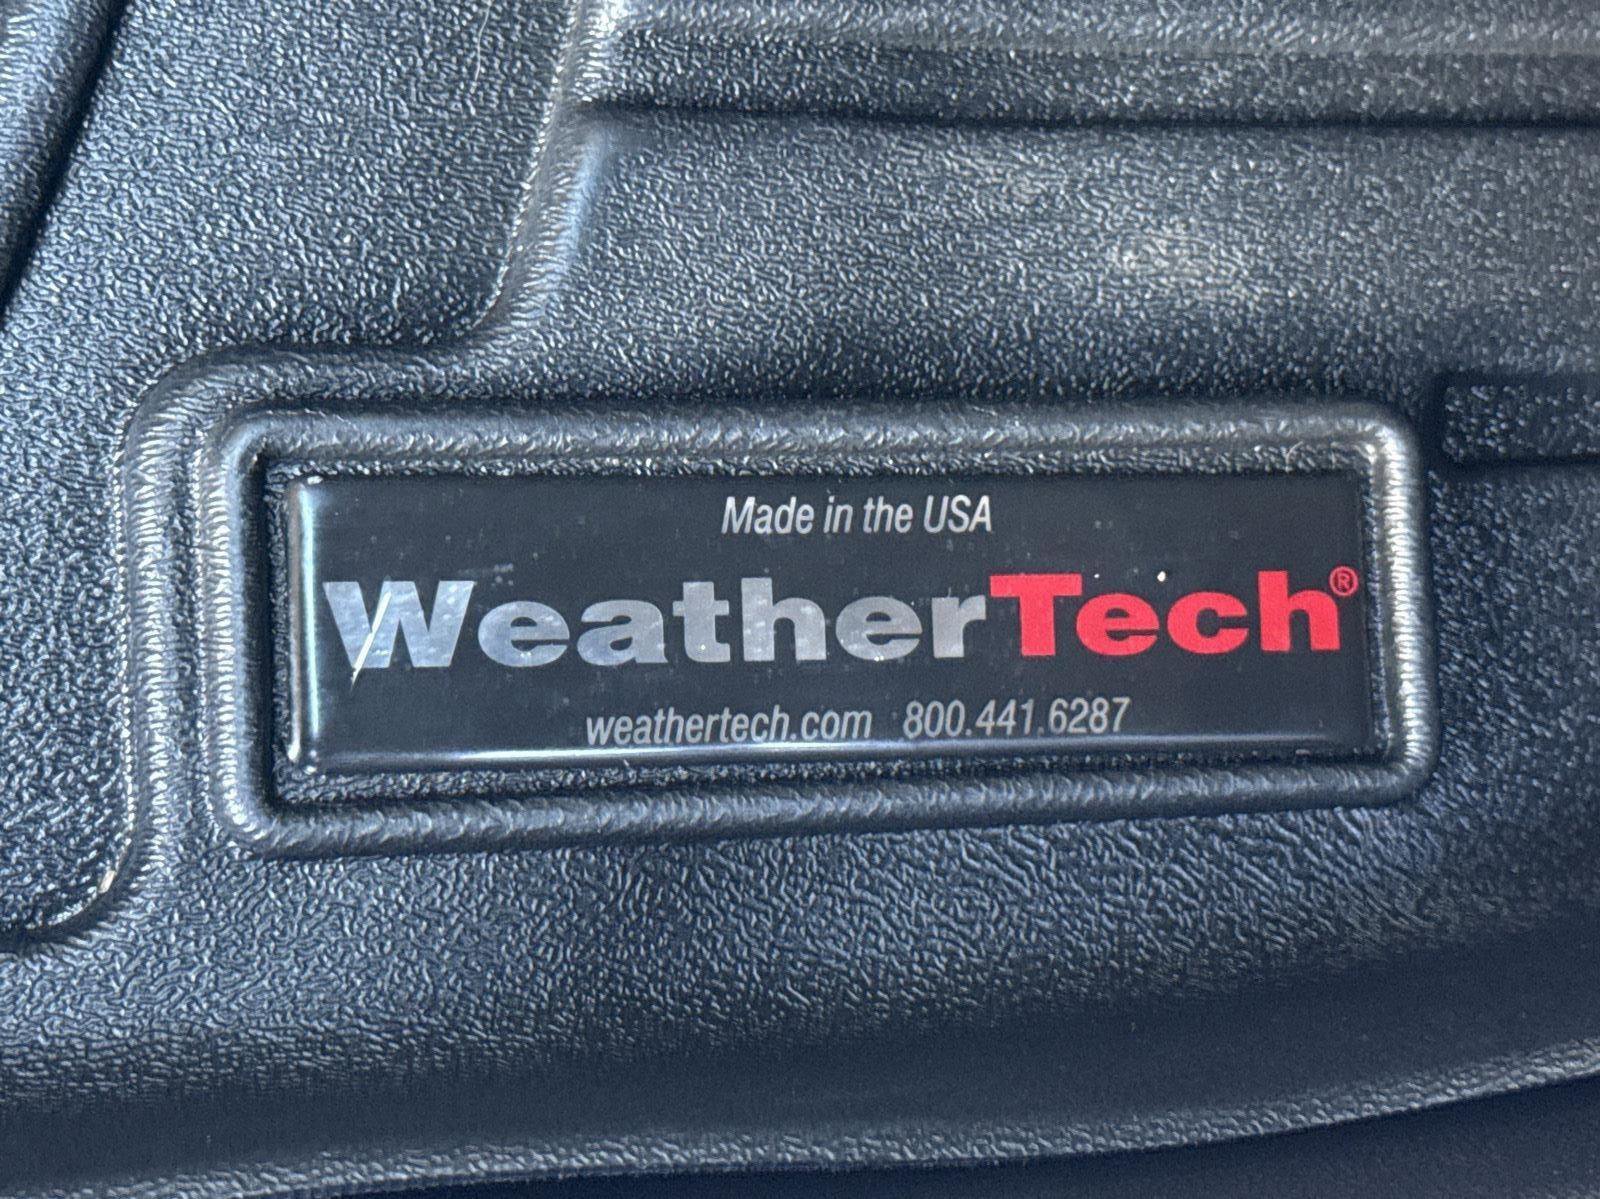 Made in the USA
WeatherTech®
weathertech.com 800.441.6287